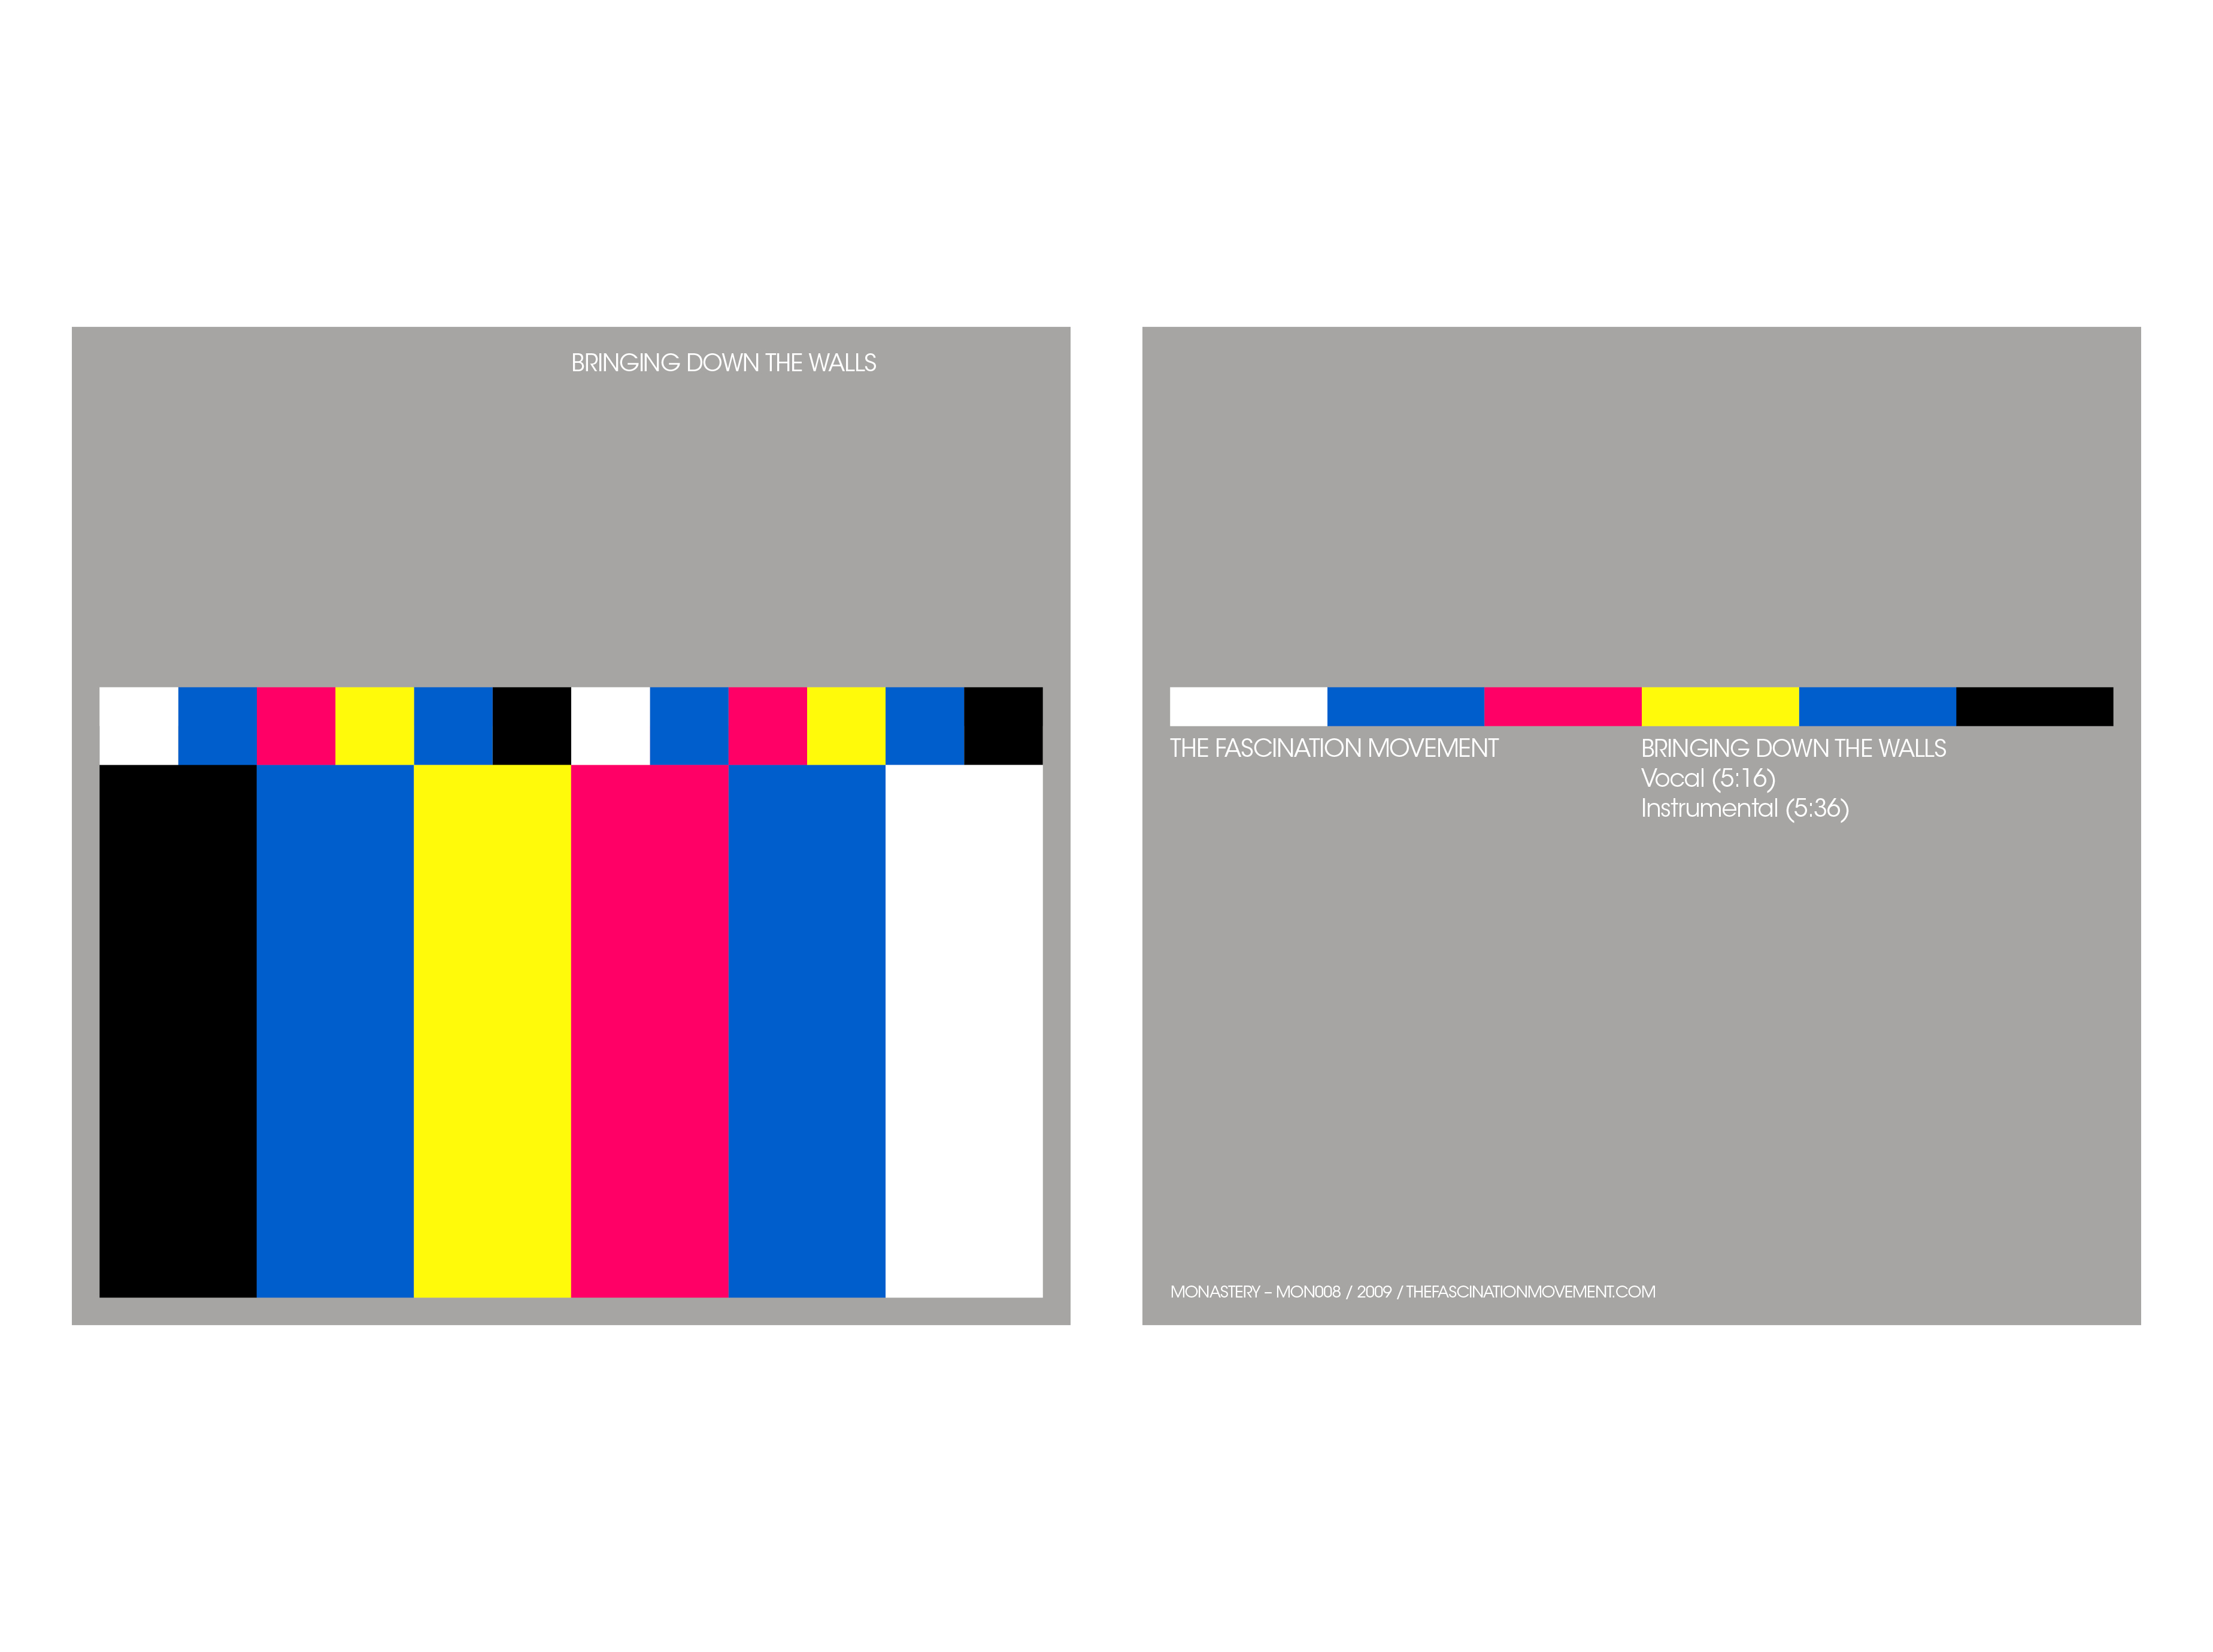 BRINGING DOWN THE WALLS
THE FASCINATION MOVEMENT
BRINGING DOWN THE WALLS
Vocal (5:16)
Instrumental (5:36)
MONASTERY – MON008 / 2009 / THEFASCINATIONMOVEMENT.COM